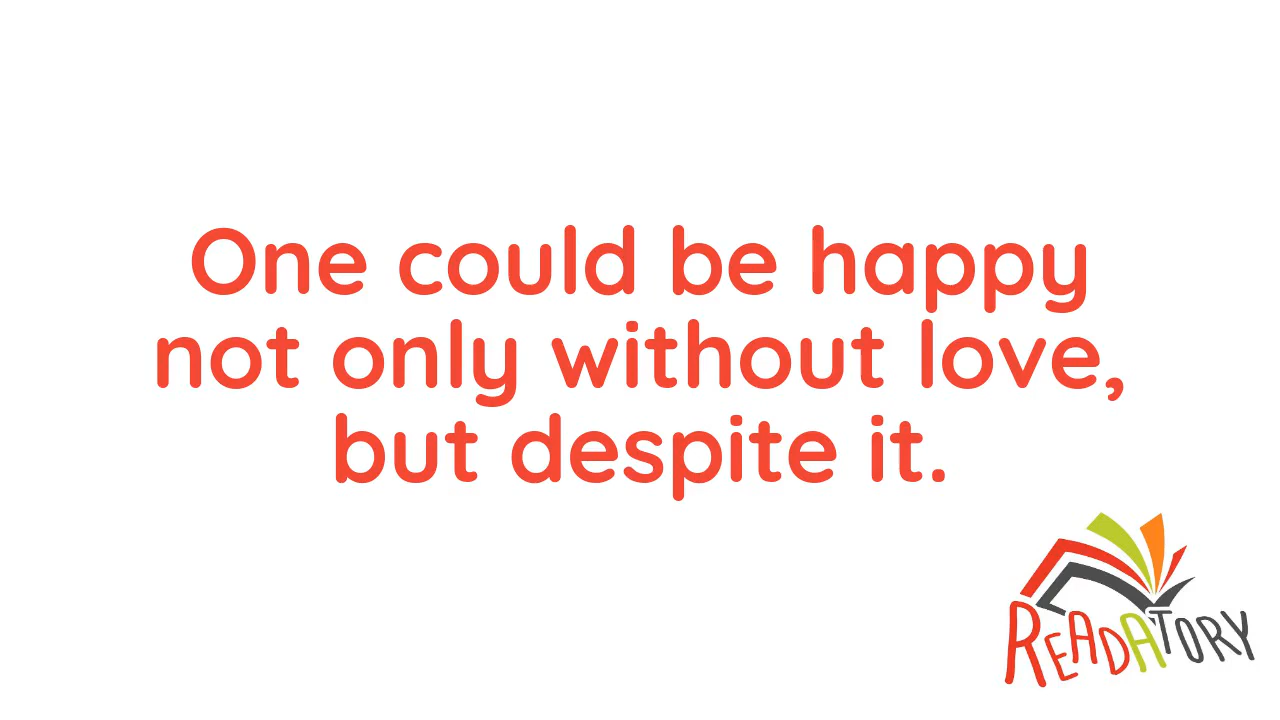 One could be happy
not only without love,
but despite it.
READATORY